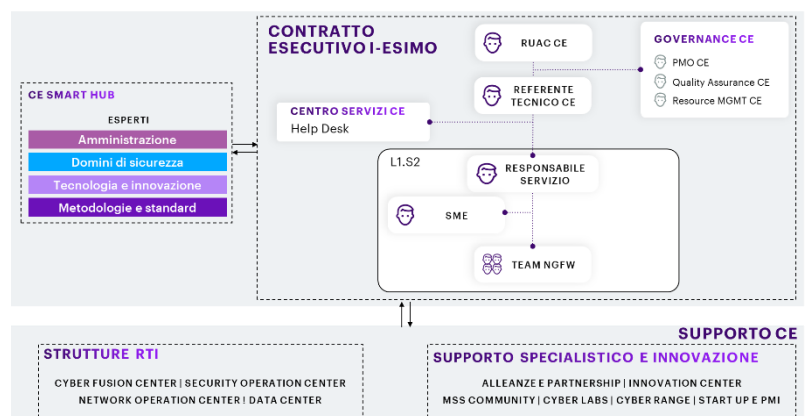 CONTRATTO
ESECUTIVO I-ESIMO
RUAC CE
GOVERNANCE CE
PMO CE
Quality Assurance CE
Resource MGMT CE
REFERENTE
TECNICO CE
CE SMART HUB
ESPERTI
Amministrazione
Domini di sicurezza
Tecnologia e innovazione
Metodologie e standard
CENTRO SERVIZI CE
Help Desk
L1.S2
RESPONSABILE
SERVIZIO
SME
TEAM NGFW
SUPPORTO CE
STRUTTURE RTI
CYBER FUSION CENTER | SECURITY OPERATION CENTER
NETWORK OPERATION CENTER ! DATA CENTER
SUPPORTO SPECIALISTICO E INNOVAZIONE
ALLEANZE E PARTNERSHIP | INNOVATION CENTER
MSS COMMUNITY | CYBER LABS | CYBER RANGE | START UP E PMI